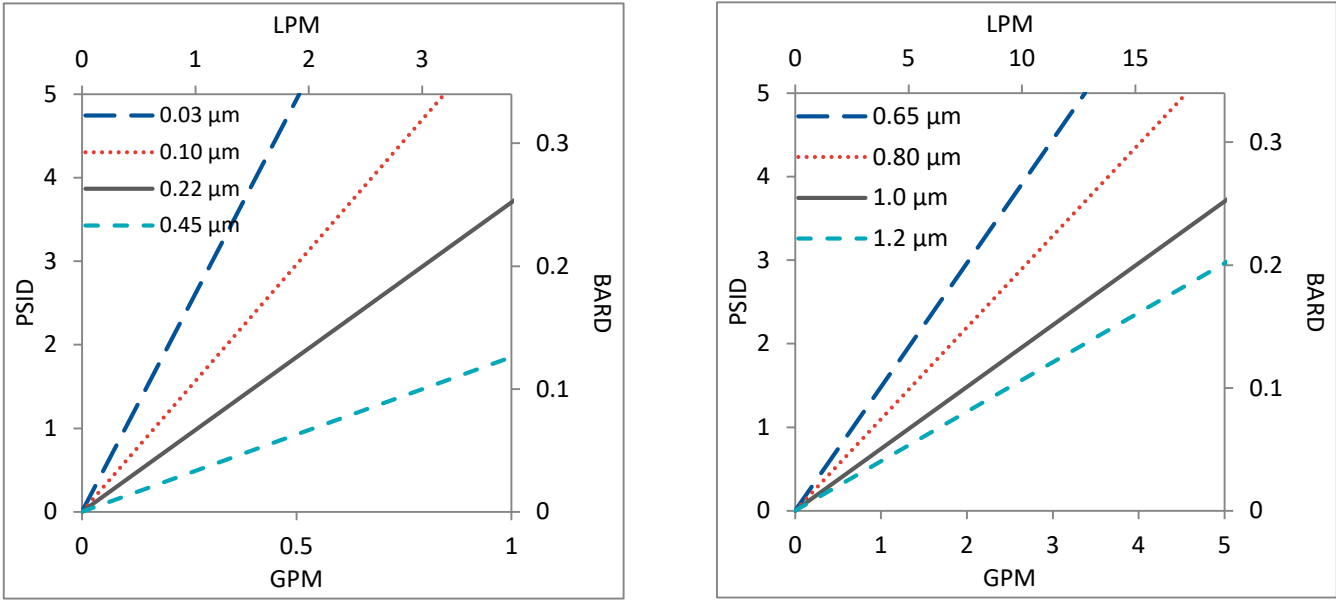 LPM
0 1 2 3
5 0.03 µm
0.10 µm 0.3
4 0.22 µm
0.45 µm
3
0.2
2
0.1
1
0 0
PSID
BARD
0 0.5 1
GPM
LPM
0 5 10 15
5 0.65 µm
0.80 µm 0.3
4 1.0 µm
1.2 µm
3
0.2
2
0.1
1
0 0
PSID
BARD
0 1 2 3 4 5
GPM